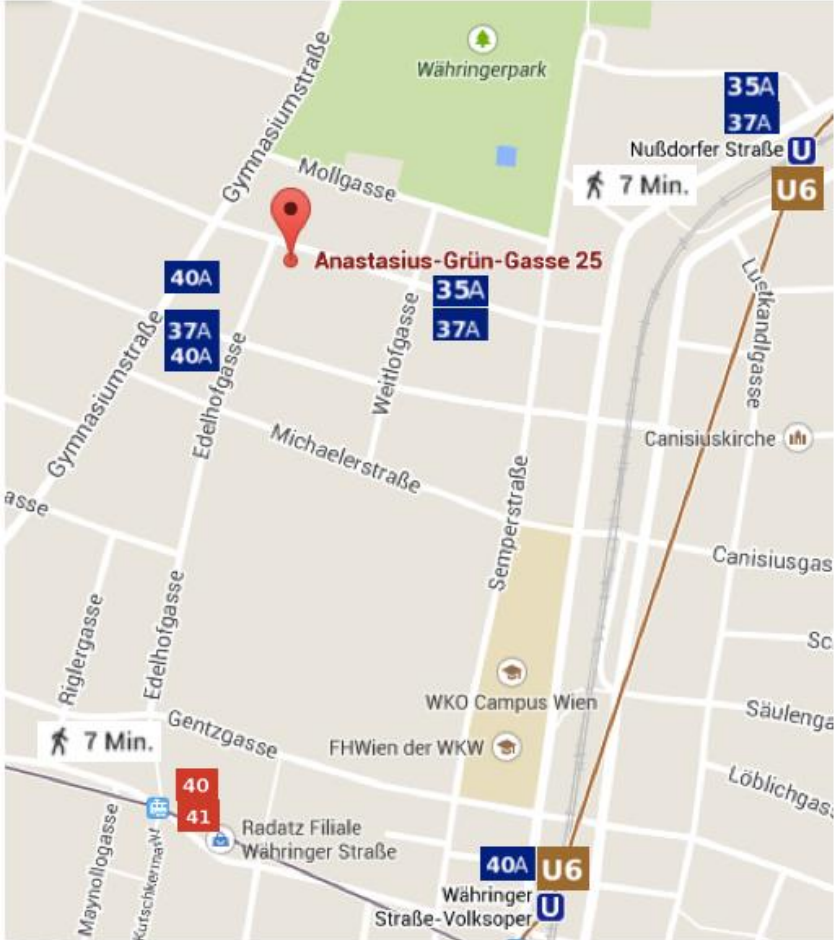 Währingerpark
35A
37A
Nußdorfer Straße U
U6
7 Min.
Gymnasiumstraße
Mollgasse
Anastasius-Grün-Gasse 25
40A
35A
37A
37A
40A
Gymnasiumstraße
Edelhofgasse
Weitlofgasse
Lustkandlgasse
Michaelerstraße
Canisiuskirche
Semperstraße
asse
Canisiusgas
Riglergasse
Edelhofgasse
Sc
WKO Campus Wien
Säulenga
Gentzgasse
7 Min.
FHWien der WKW
Löblichgass
40
41
Radatz Filiale
Währinger Straße
Maynollogasse
Kutschkermarkt
40A
U6
Währinger
Straße-Volksoper U